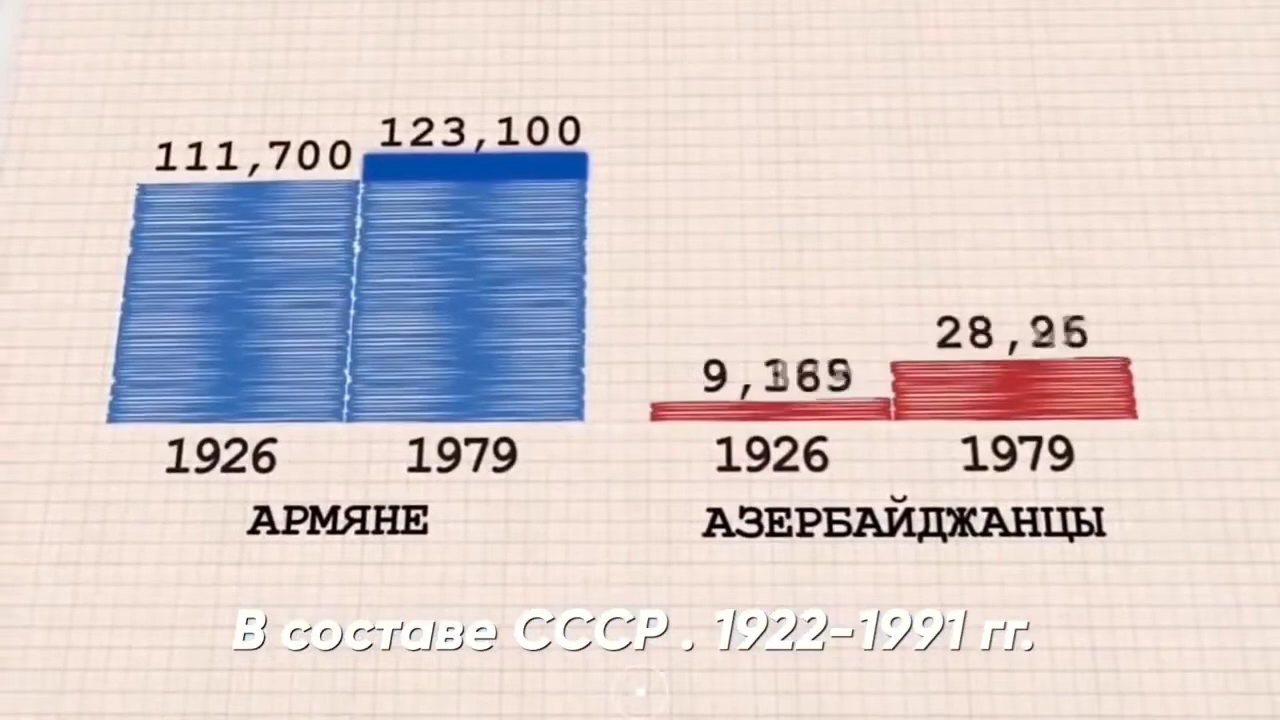 111,700
123,100
1926
1979
АРМЯНЕ
1926
1979
АЗЕРБАЙДЖАНЦЫ
В составе СССР . 1922-1991 гг.